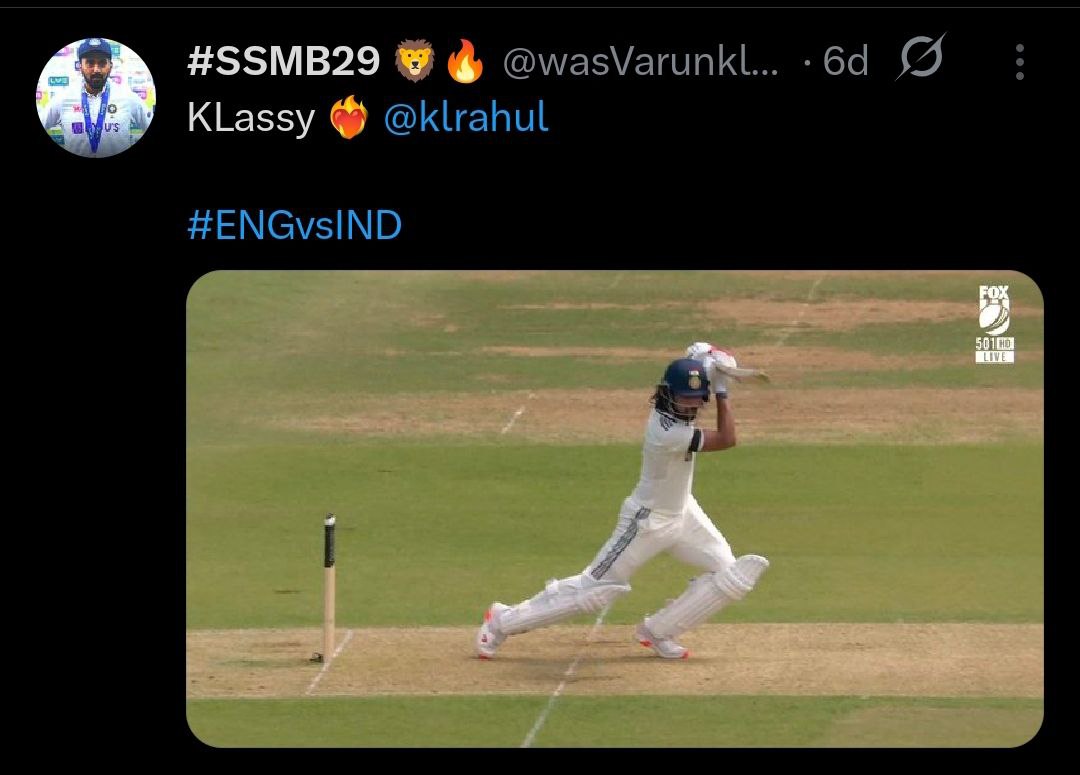 #SSMB29 🦁🔥 @wasVarunkl... · 6d
KLassy ❤️‍🔥 @klrahul
#ENGvsIND
FOX
501 HD
LIVE